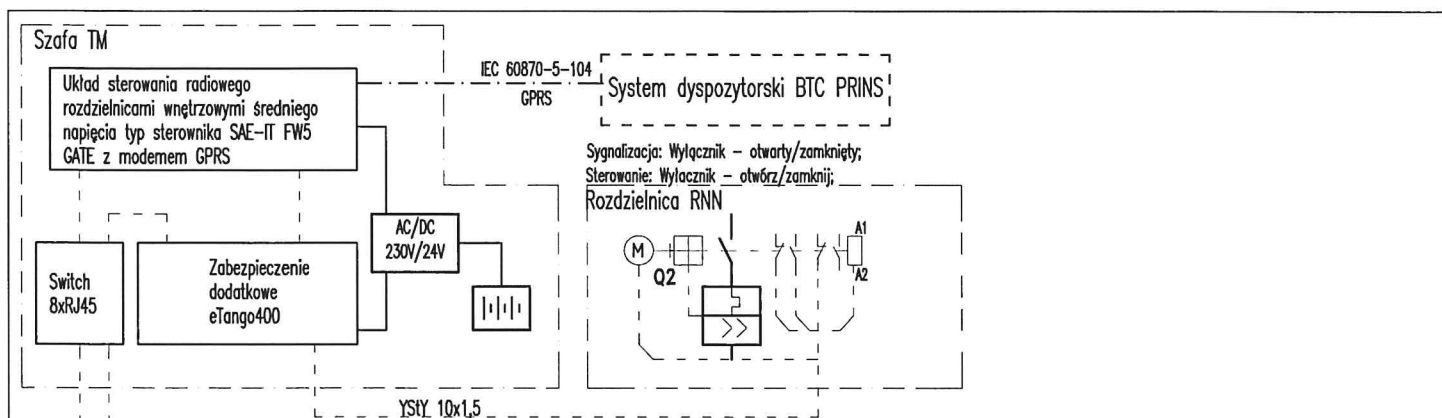 Szafa TM
Układ sterowania radiowego
rozdzielnicami wnętrzowymi średniego
napięcia typ sterownika SAE-IT FW5
GATE z modemem GPRS
IEC 60870-5-104
GPRS
System dyspozytorski BTC PRINS
Sygnalizacja: Wyłącznik – otwarty/zamknięty;
Sterowanie: Wyłacznik – otwórz/zamknij;
Rozdzielnica RNN
AC/DC
230V/24V
Switch
8xRJ45
Zabezpieczenie
dodatkowe
eTango400
M
Q2
A1
A2
YStY 10x1,5